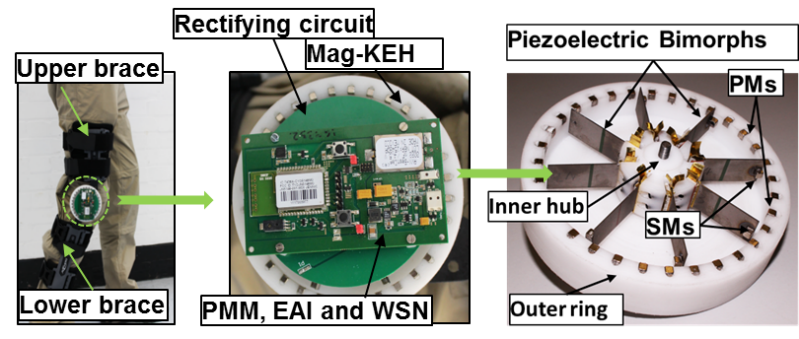 Rectifying circuit
Mag-KEH
Piezoelectric Bimorphs
Upper brace
PMs
Inner hub
SMs
Lower brace
PMM, EAI and WSN
Outer ring